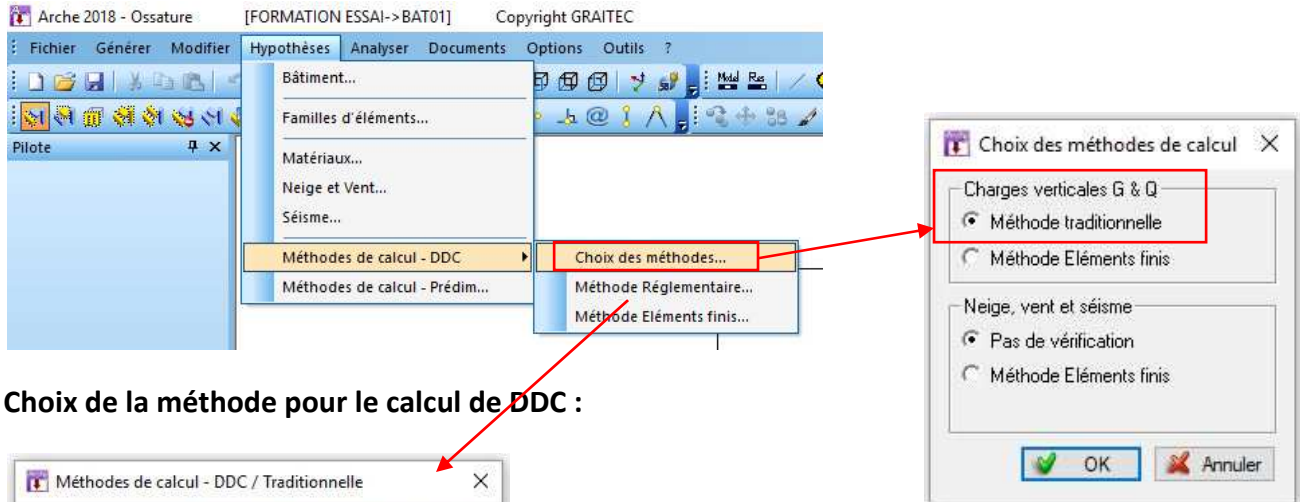 Arche 2018 - Ossature [FORMATION ESSAI->BAT01] Copyright GRAITEC
Fichier Générer Modifier Hypothèses Analyser Documents Options Outils ?
Bâtiment...
Model Res
Familles d'éléments...
Pilote
Matériaux...
Neige et Vent...
Séisme...
Méthodes de calcul - DDC
Méthodes de calcul - Prédim...
Choix des méthodes...
Méthode Réglementaire...
Méthode Eléments finis...
Choix des méthodes de calcul
Charges verticales G & Q
Méthode traditionnelle
Méthode Eléments finis
Neige, vent et séisme
Pas de vérification
Méthode Eléments finis
OK Annuler
Choix de la méthode pour le calcul de DDC :
Méthodes de calcul - DDC / Traditionnelle